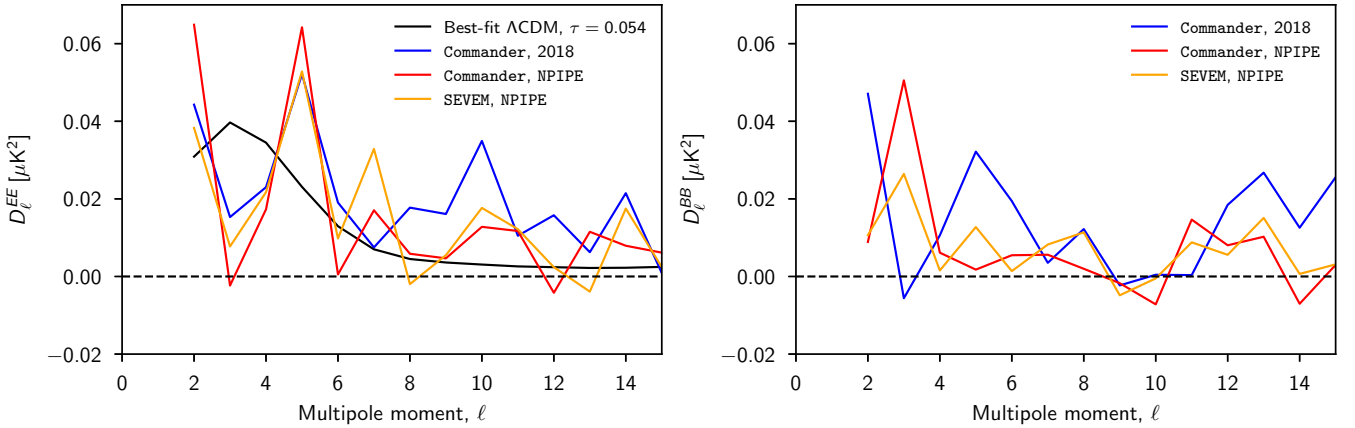 Best-fit ΛCDM, τ = 0.054
Commander, 2018
Commander, NPIPE
SEVEM, NPIPE
0.06
0.04
0.02
0.00
−0.02
D_ℓ^{EE} [μK²]
0 2 4 6 8 10 12 14
Multipole moment, ℓ
Commander, 2018
Commander, NPIPE
SEVEM, NPIPE
0.06
0.04
0.02
0.00
−0.02
D_ℓ^{BB} [μK²]
0 2 4 6 8 10 12 14
Multipole moment, ℓ